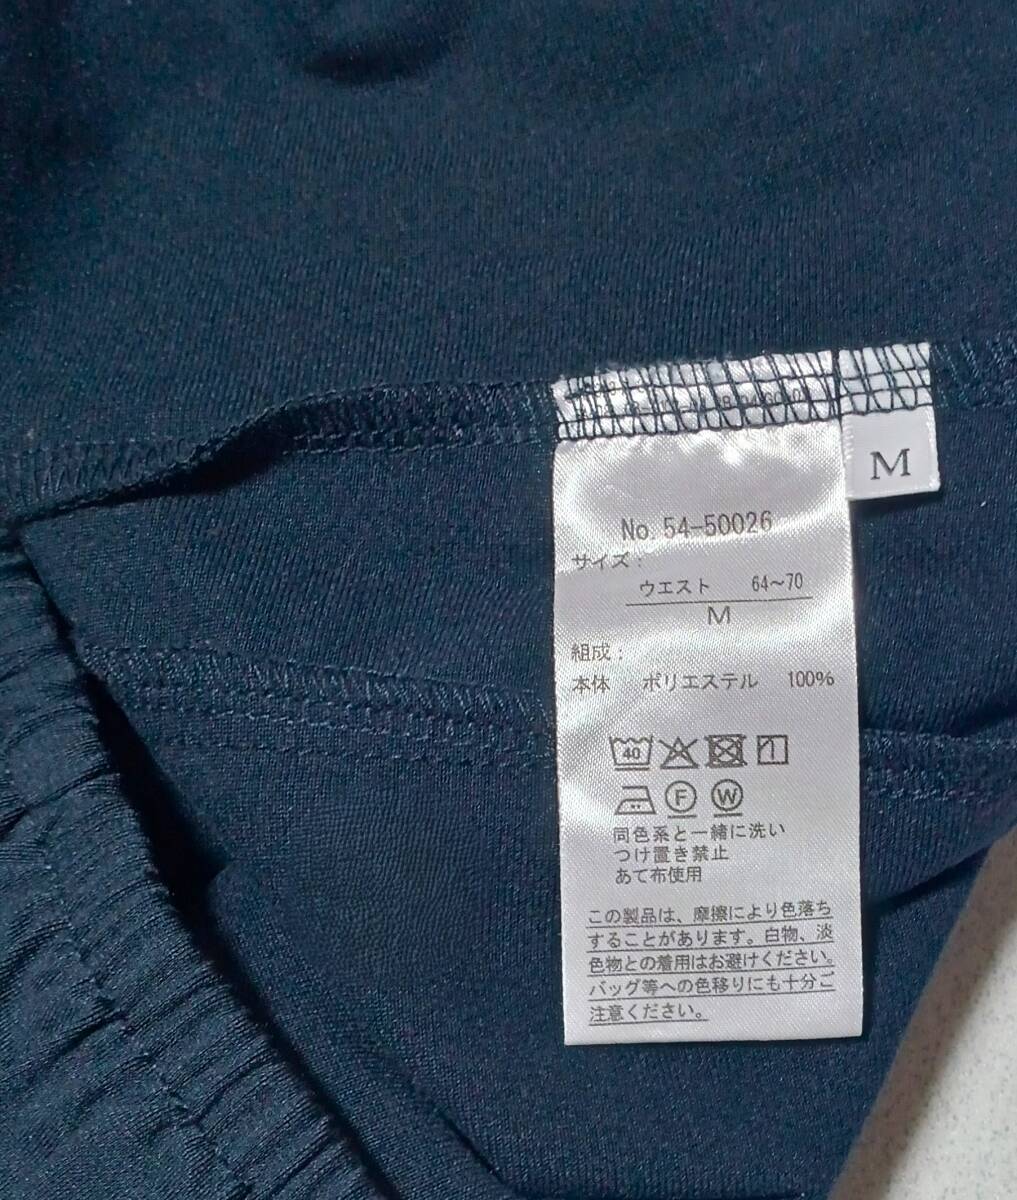 M
No. 54-50026
サイズ:
ウエスト 64~70
M
組成:
本体 ポリエステル 100%
40
F W
同色系と一緒に洗い
つけ置き禁止
あて布使用
この製品は、摩擦により色落ち
することがあります。白物、淡
色物との着用はお避けください。
バッグ等への色移りにも十分ご
注意ください。